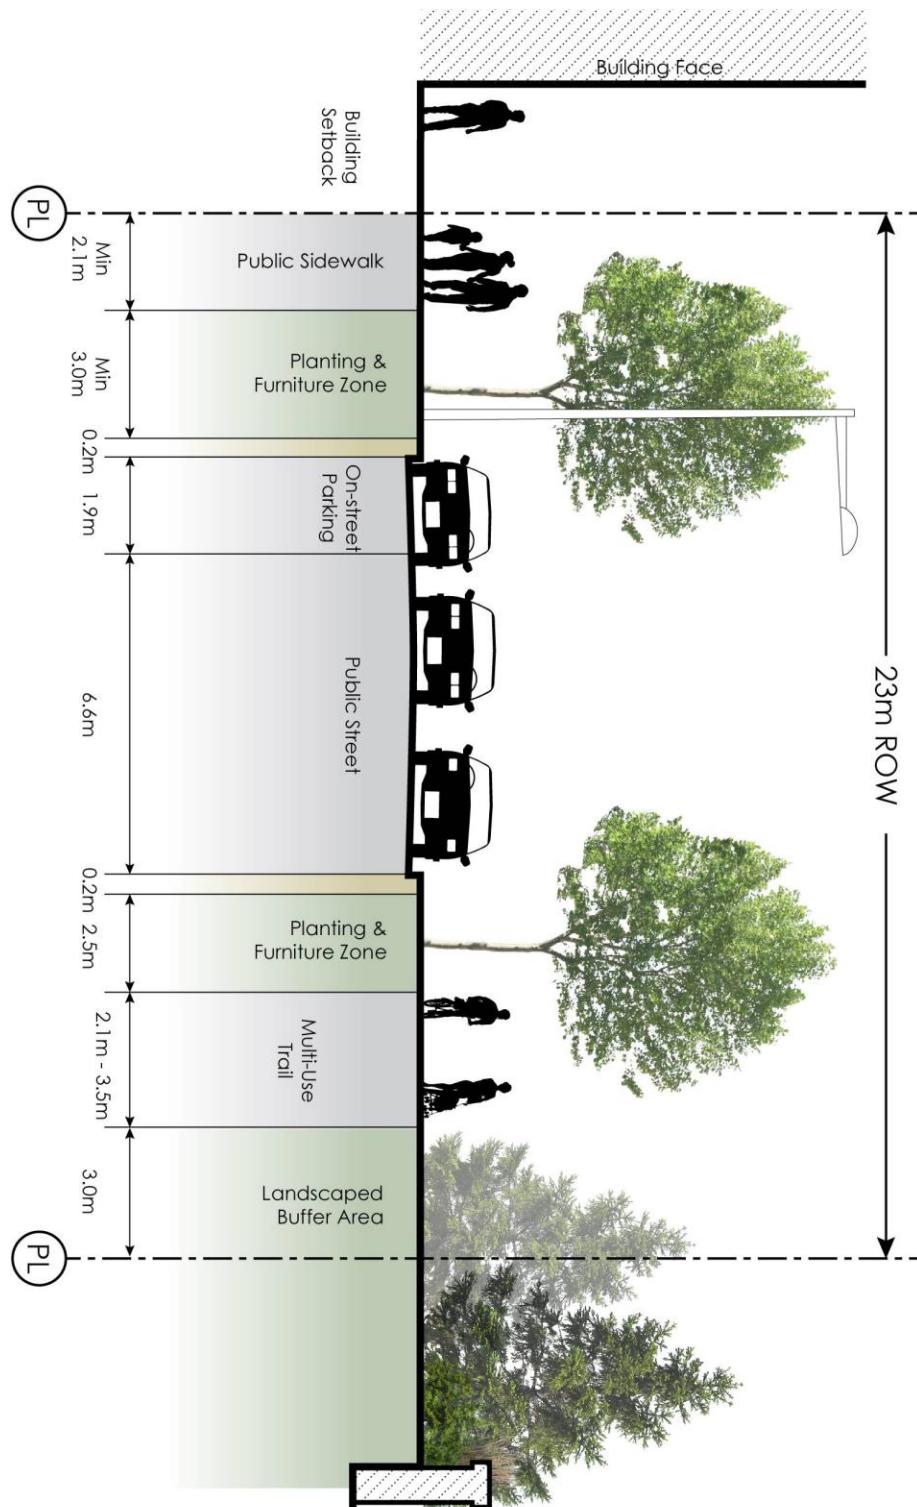 Building Face
Building
Setback
PL
Min
2.1m
Public Sidewalk
Min
3.0m
Planting &
Furniture Zone
0.2m
1.9m
On-street
Parking
6.6m
Public Street
23m ROW
0.2m
2.5m
Planting &
Furniture Zone
2.1m - 3.5m
Multi-Use
Trail
3.0m
Landscaped
Buffer Area
PL